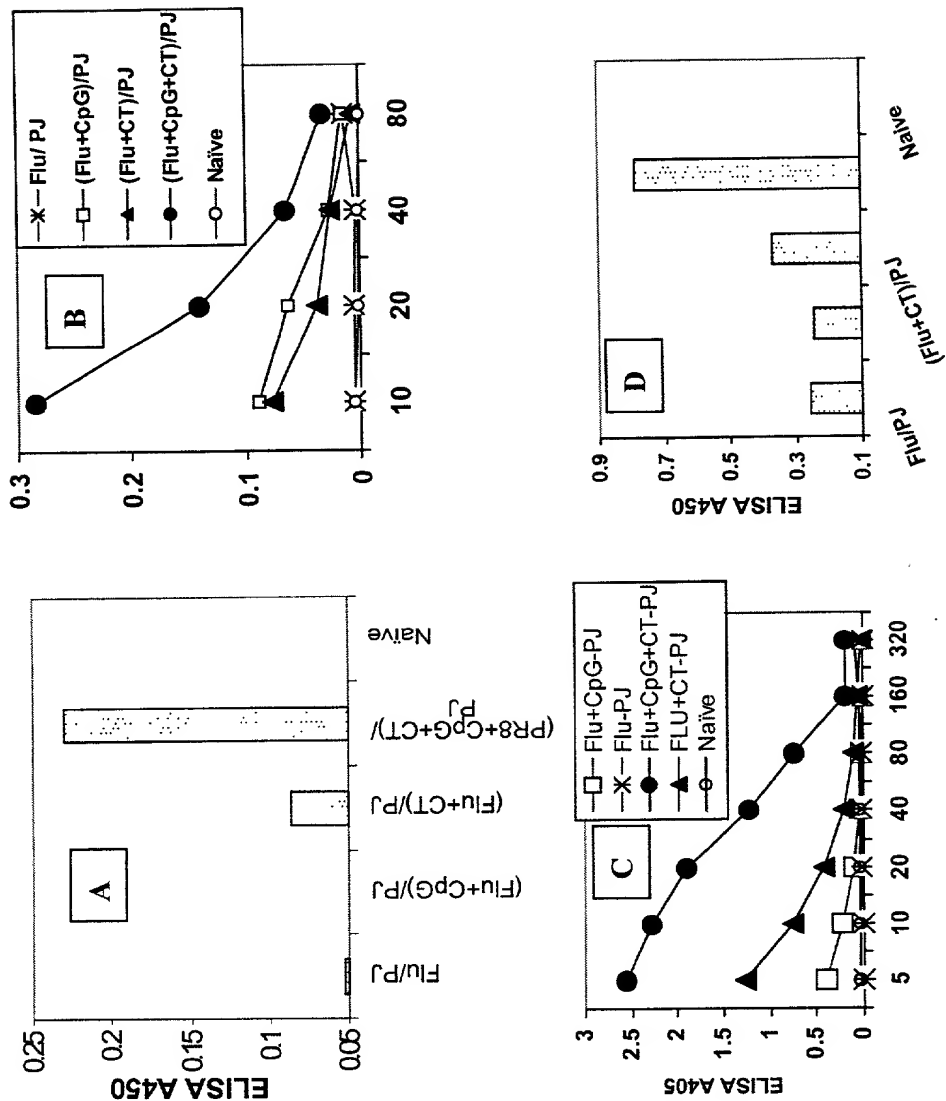 A
ELISA A450
0.25
0.2
0.15
0.1
0.05
Flu/PJ
(Flu+CpG)/PJ
(Flu+CT)/PJ
(PR8+CpG+CT)/
PJ
Naïve
B
0.3
0.2
0.1
0
10
20
40
80
Flu/ PJ
(Flu+CpG)/PJ
(Flu+CT)/PJ
(Flu+CpG+CT)/PJ
Naïve
C
ELISA A405
3
2.5
2
1.5
1
0.5
0
5
10
20
40
80
160
320
Flu+CpG-PJ
Flu-PJ
Flu+CpG+CT-PJ
FLU+CT-PJ
Naïve
D
ELISA A450
0.9
0.7
0.5
0.3
0.1
Flu/PJ
(Flu+CT)/PJ
Naïve